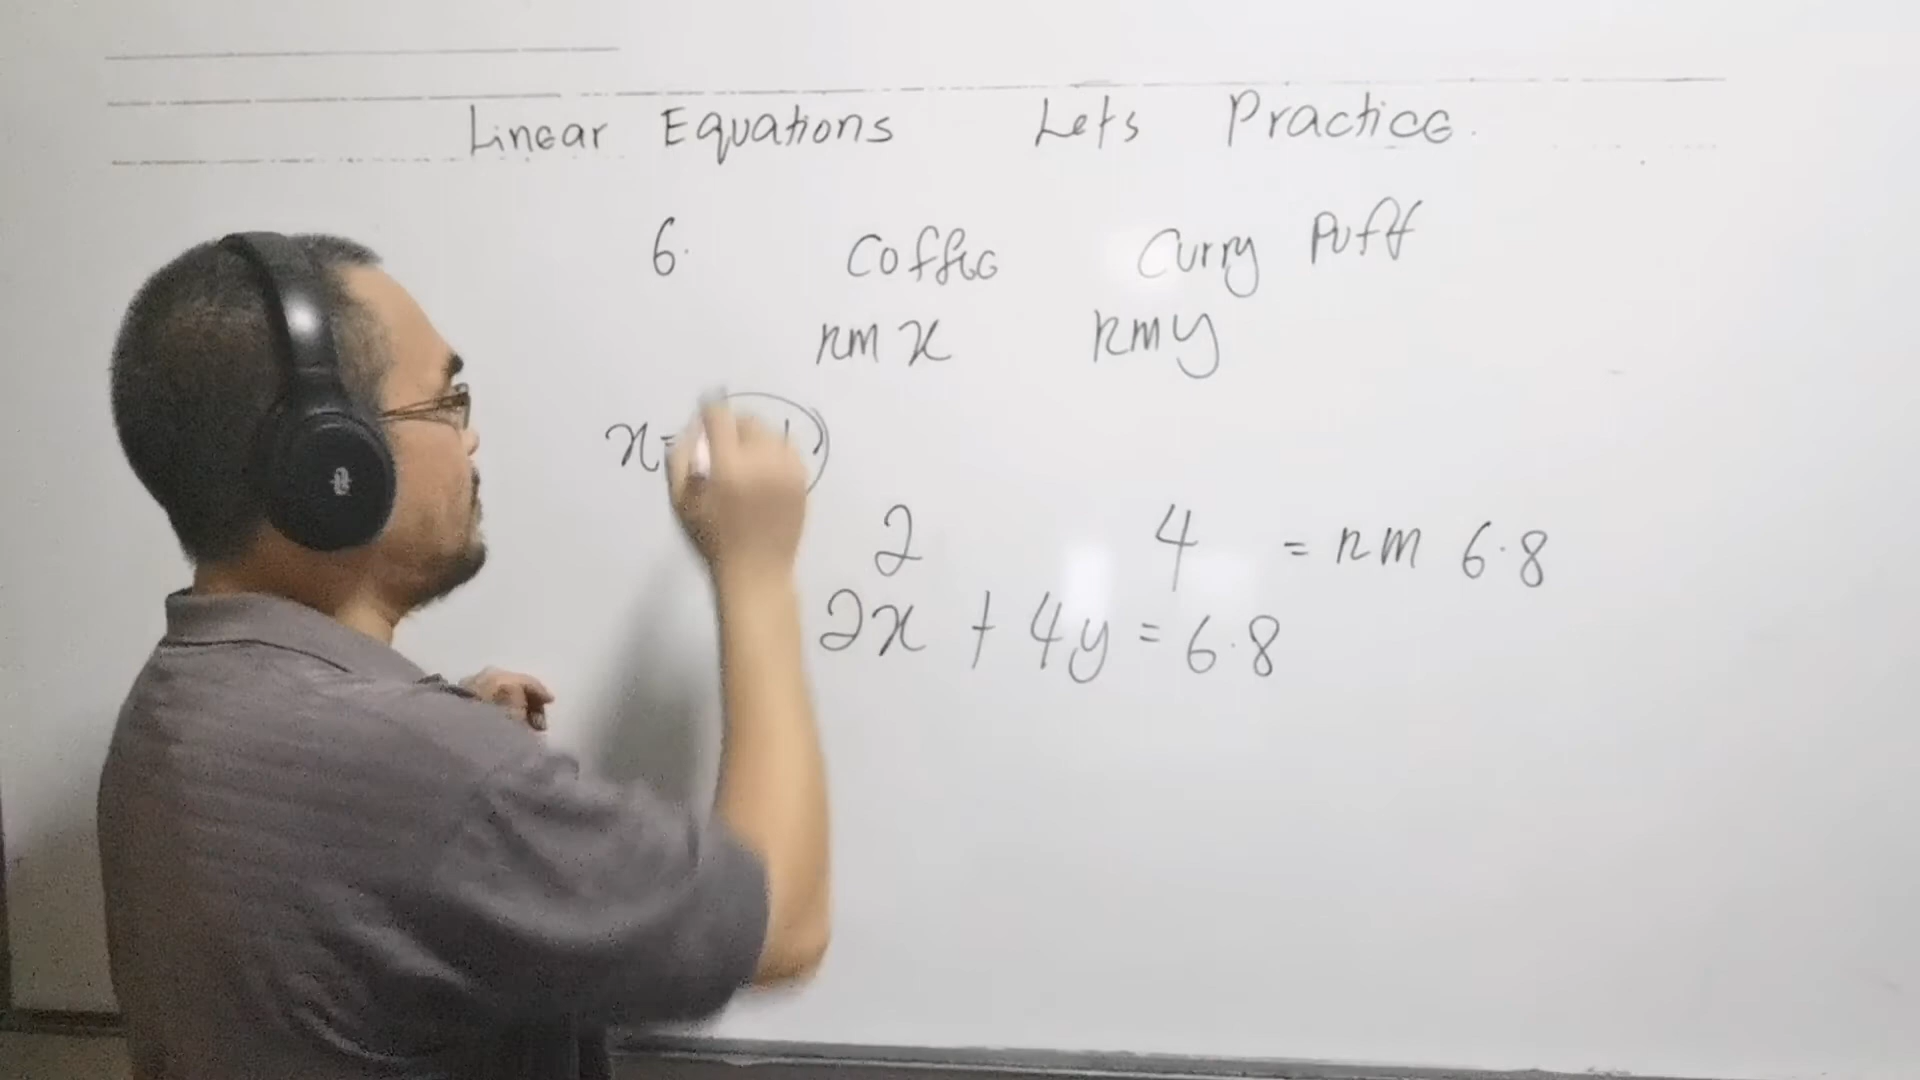 Linear Equations Lets Practice.
6. Coffee Curry Puff
RM x RM y
x=
2 4 = RM 6.8
2x + 4y = 6.8